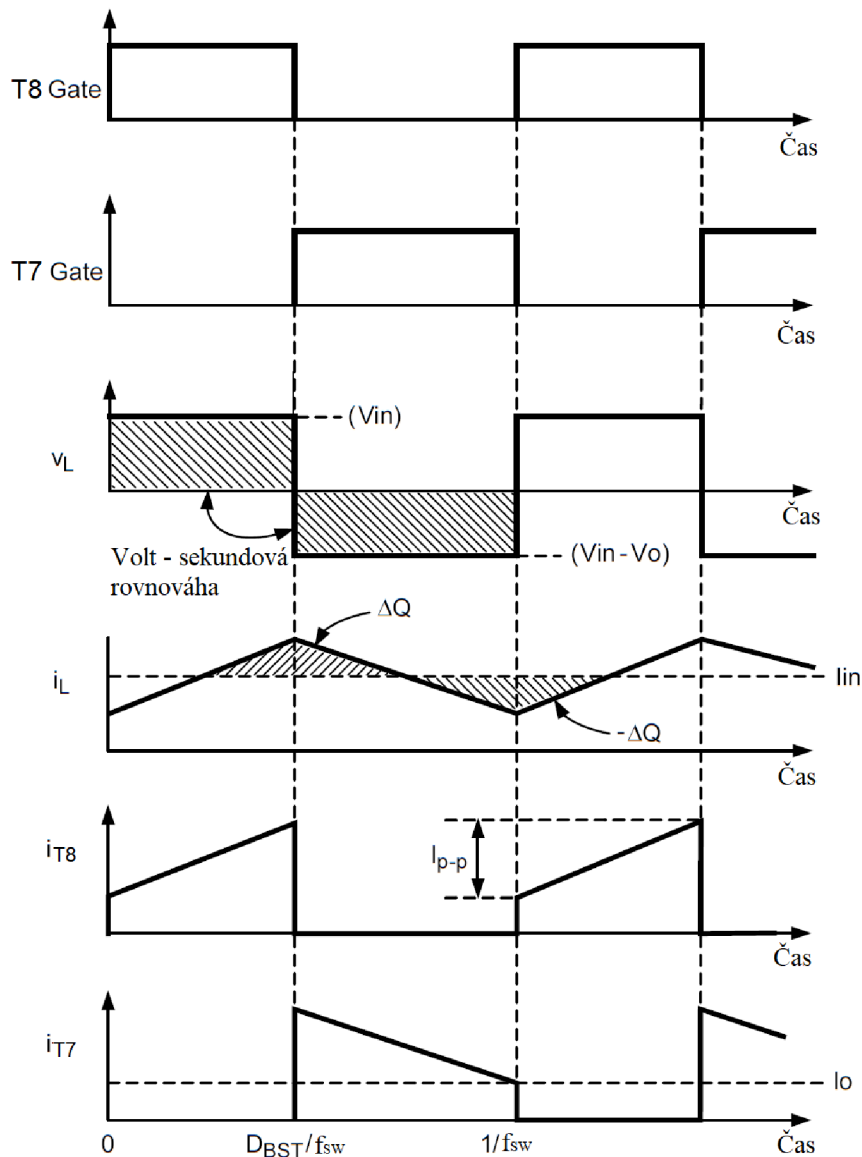 T8 Gate
Čas
T7 Gate
Čas
(Vin)
vL
Čas
Volt - sekundová
rovnováha
(Vin-Vo)
ΔQ
iL
Iin
-ΔQ
Čas
iT8
Ip-p
Čas
iT7
Io
0
DBST/fsw
1/fsw
Čas